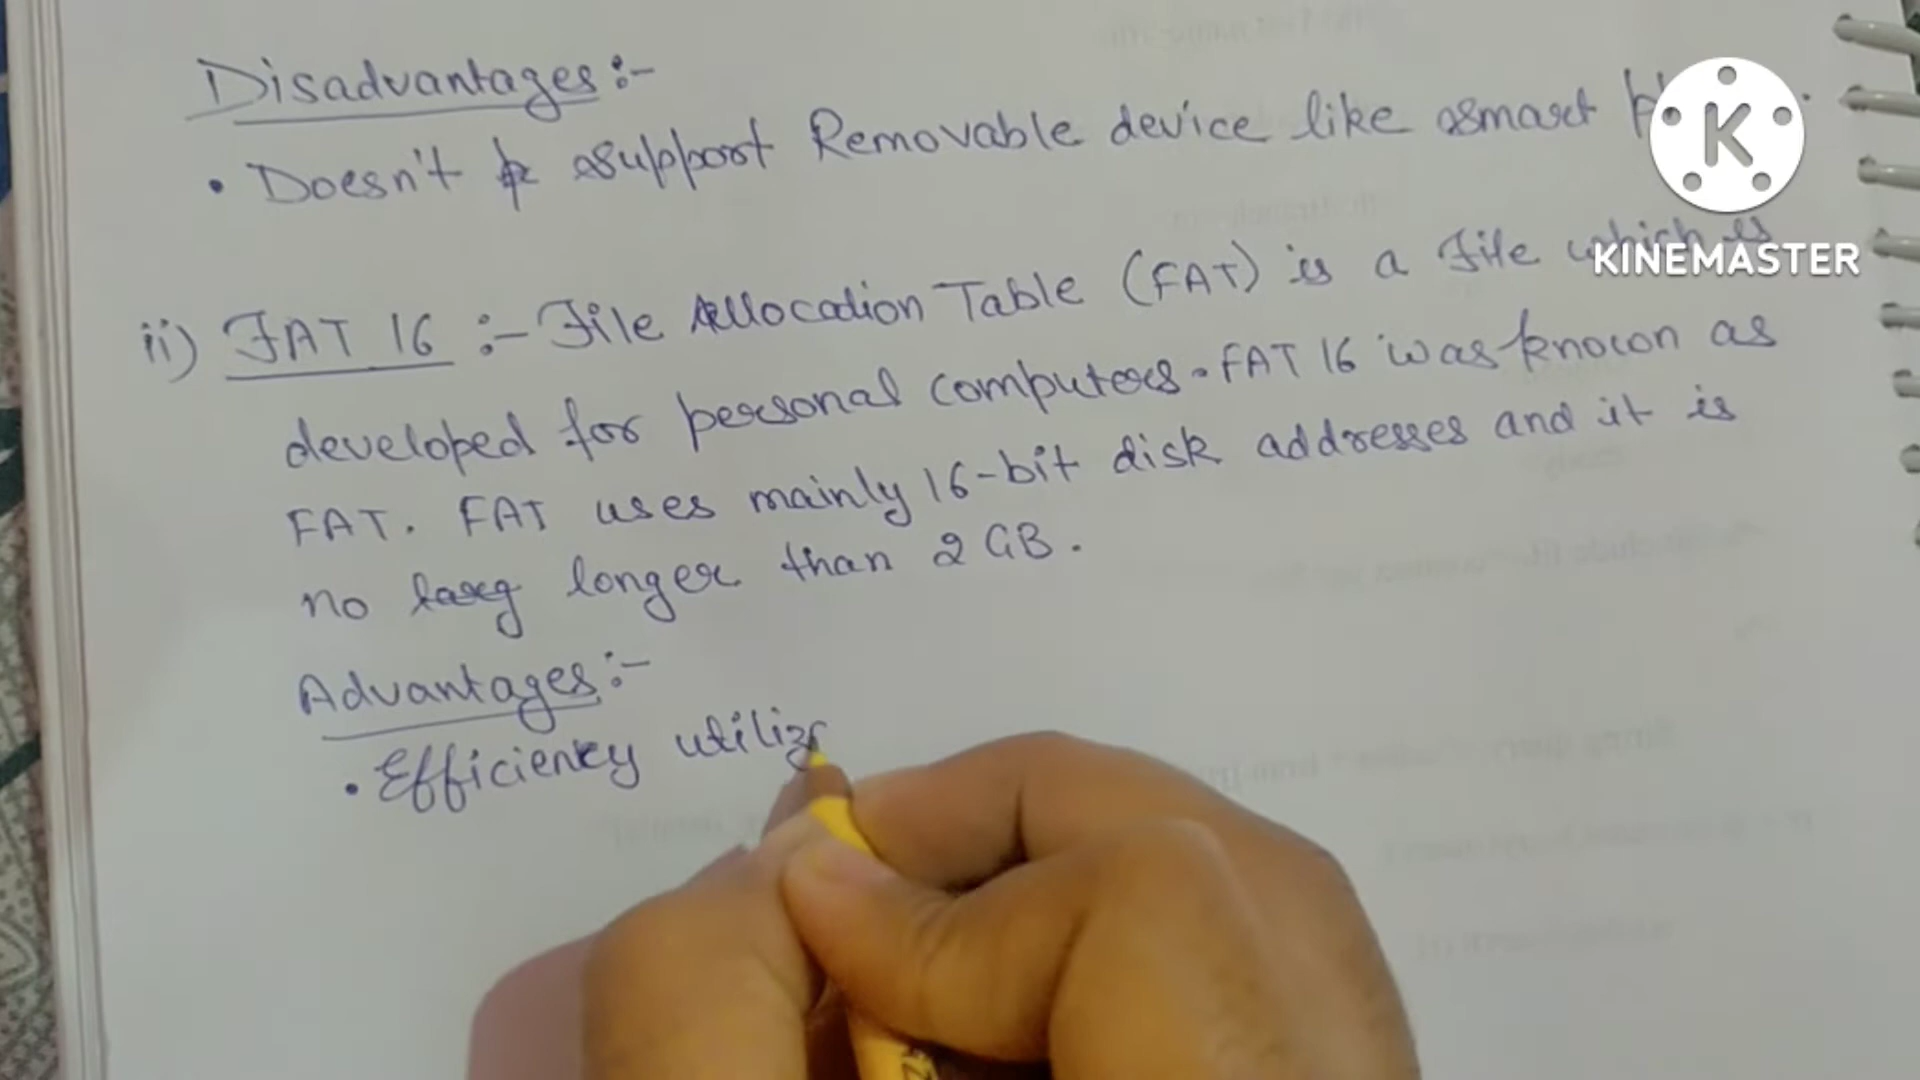 Disadvantages :-
• Doesn't support Removable device like smart
ii) FAT 16 :- File Allocation Table (FAT) is a File which is
developed for personal computers. FAT 16 was known as
FAT. FAT uses mainly 16-bit disk addresses and it is
no longer than 2 GB.
Advantages :-
• Efficiency
K
KINEMASTER